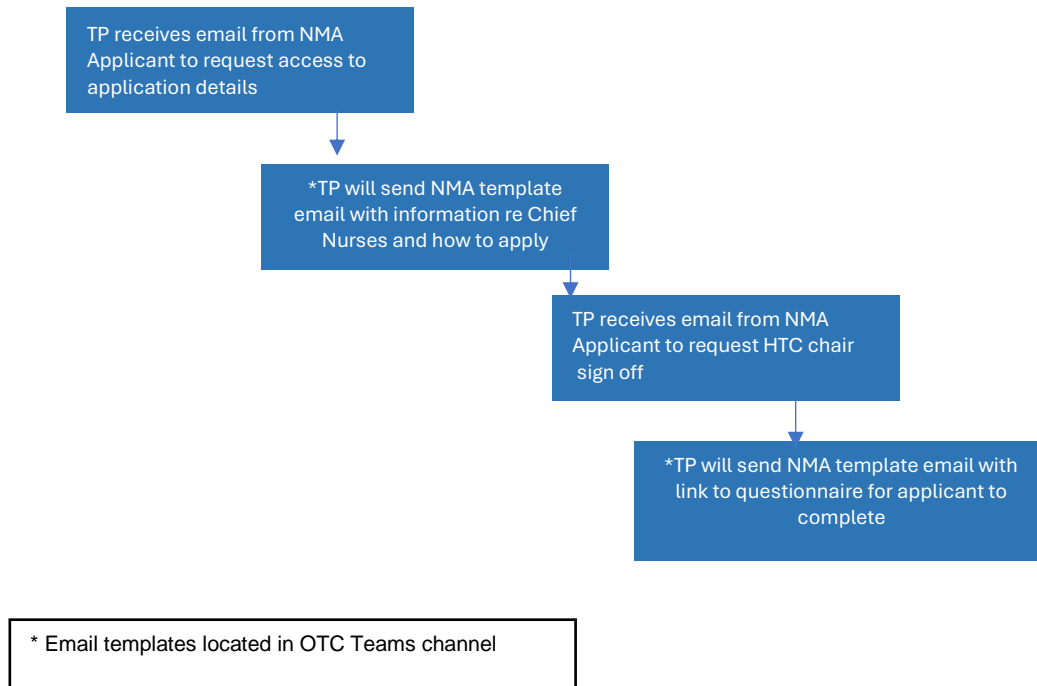 TP receives email from NMA
Applicant to request access to
application details
*TP will send NMA template
email with information re Chief
Nurses and how to apply
TP receives email from NMA
Applicant to request HTC chair
sign off
*TP will send NMA template email with
link to questionnaire for applicant to
complete
* Email templates located in OTC Teams channel